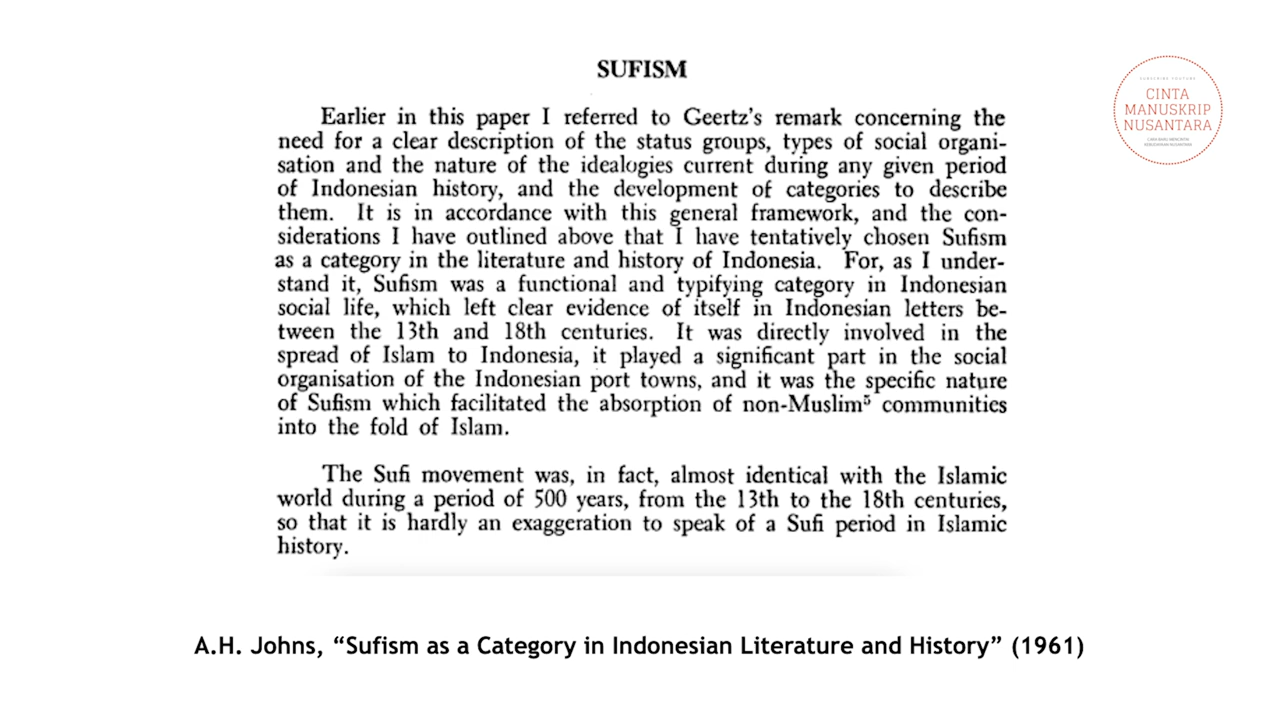 SUFISM
Earlier in this paper I referred to Geertz's remark concerning the
need for a clear description of the status groups, types of social organi-
sation and the nature of the idealogies current during any given period
of Indonesian history, and the development of categories to describe
them. It is in accordance with this general framework, and the con-
siderations I have outlined above that I have tentatively chosen Sufism
as a category in the literature and history of Indonesia. For, as I under-
stand it, Sufism was a functional and typifying category in Indonesian
social life, which left clear evidence of itself in Indonesian letters be-
tween the 13th and 18th centuries. It was directly involved in the
spread of Islam to Indonesia, it played a significant part in the social
organisation of the Indonesian port towns, and it was the specific nature
of Sufism which facilitated the absorption of non-Muslim⁵ communities
into the fold of Islam.
The Sufi movement was, in fact, almost identical with the Islamic
world during a period of 500 years, from the 13th to the 18th centuries,
so that it is hardly an exaggeration to speak of a Sufi period in Islamic
history.
A.H. Johns, “Sufism as a Category in Indonesian Literature and History” (1961)
SUBSCRIBE YOUTUBE
CINTA
MANUSKRIP
NUSANTARA